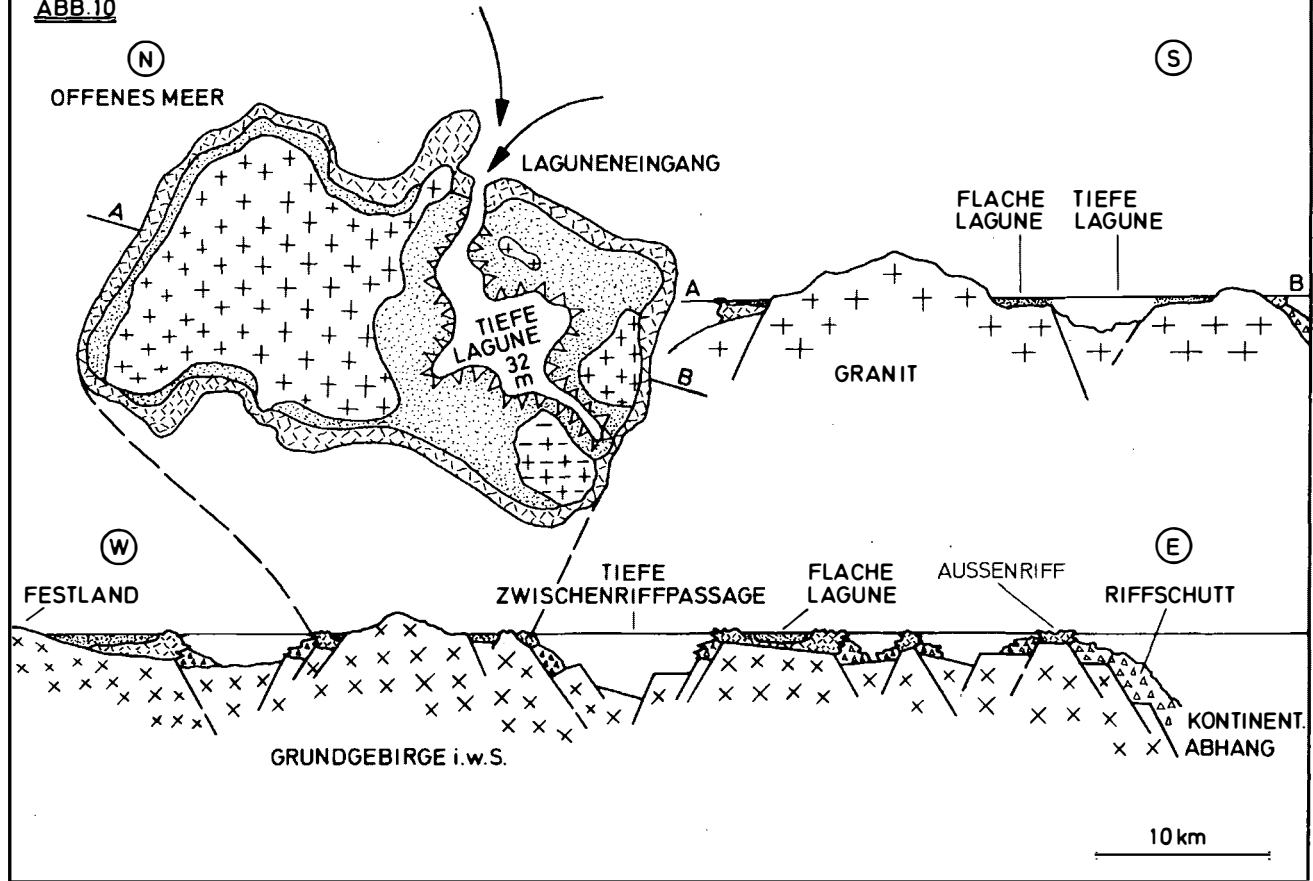 ABB.10
N
S
OFFENES MEER
LAGUNENEINGANG
FLACHE
LAGUNE
TIEFE
LAGUNE
A
A
B
TIEFE
LAGUNE
32
m
B
GRANIT
W
E
FESTLAND
TIEFE
ZWISCHENRIFFPASSAGE
FLACHE
LAGUNE
AUSSENRIFF
RIFFSCHUTT
KONTINENT.
ABHANG
GRUNDGEBIRGE i.w.S.
10 km